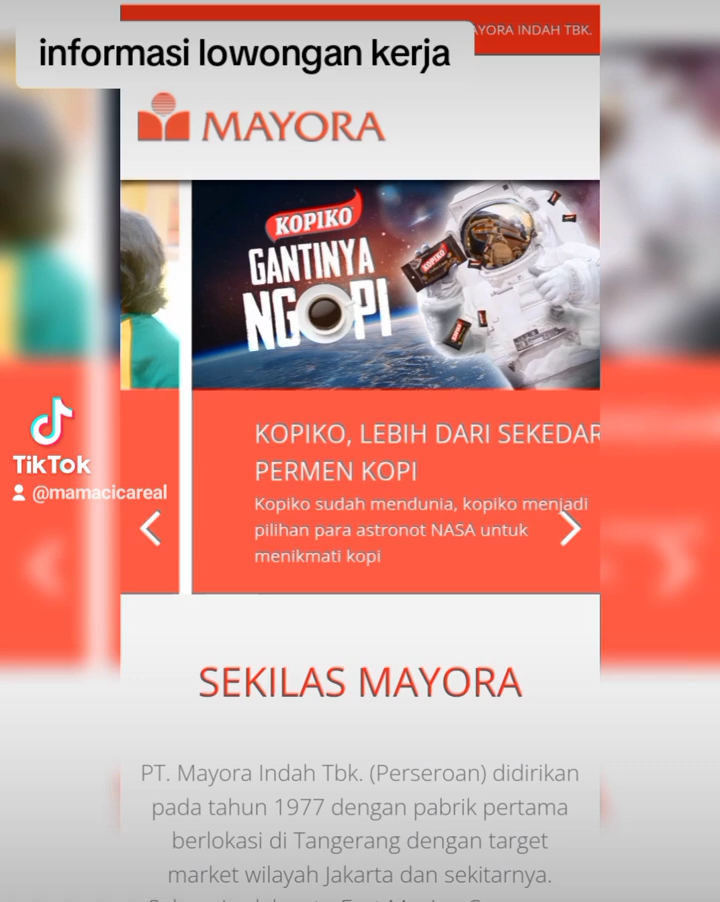 AYORA INDAH TBK.
informasi lowongan kerja
MAYORA
KOPIKO
GANTINYA
NGOPI
KOPIKO
TikTok
@mamacicareal
KOPIKO, LEBIH DARI SEKEDAR
PERMEN KOPI
Kopiko sudah mendunia, kopiko menjadi
pilihan para astronot NASA untuk
menikmati kopi
SEKILAS MAYORA
PT. Mayora Indah Tbk. (Perseroan) didirikan
pada tahun 1977 dengan pabrik pertama
berlokasi di Tangerang dengan target
market wilayah Jakarta dan sekitarnya.